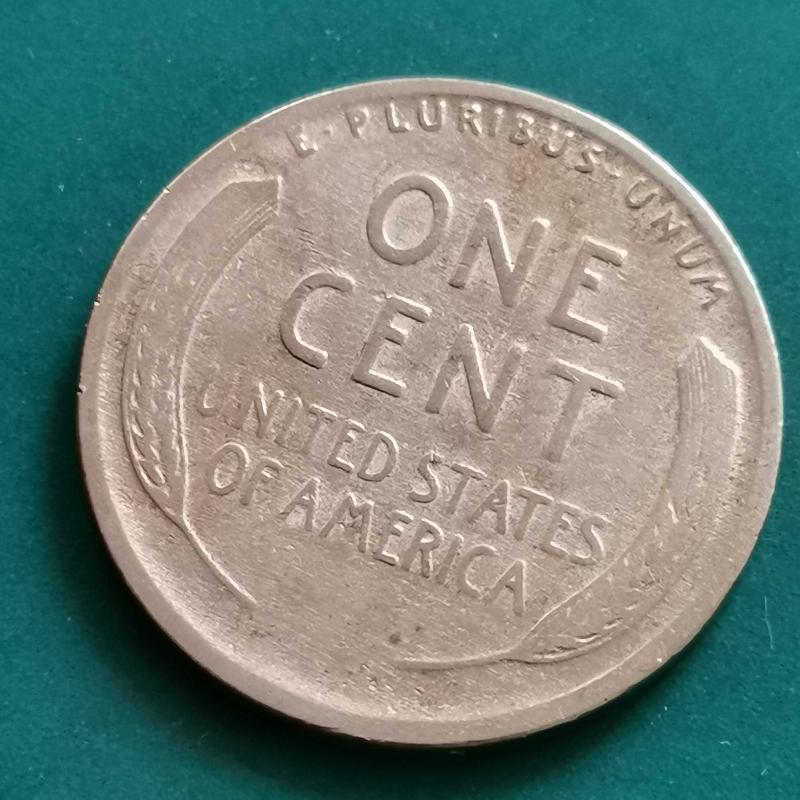 E·PLURIBUS·UNUM
ONE
CENT
UNITED STATES
OF AMERICA